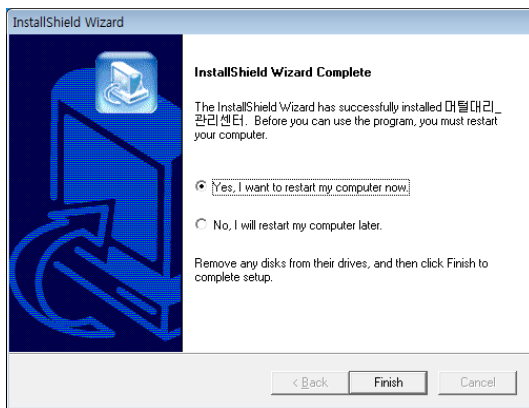 InstallShield Wizard
InstallShield Wizard Complete
The InstallShield Wizard has successfully installed 머털대리_
관리센터. Before you can use the program, you must restart
your computer.
Yes, I want to restart my computer now.
No, I will restart my computer later.
Remove any disks from their drives, and then click Finish to
complete setup.
< Back
Finish
Cancel